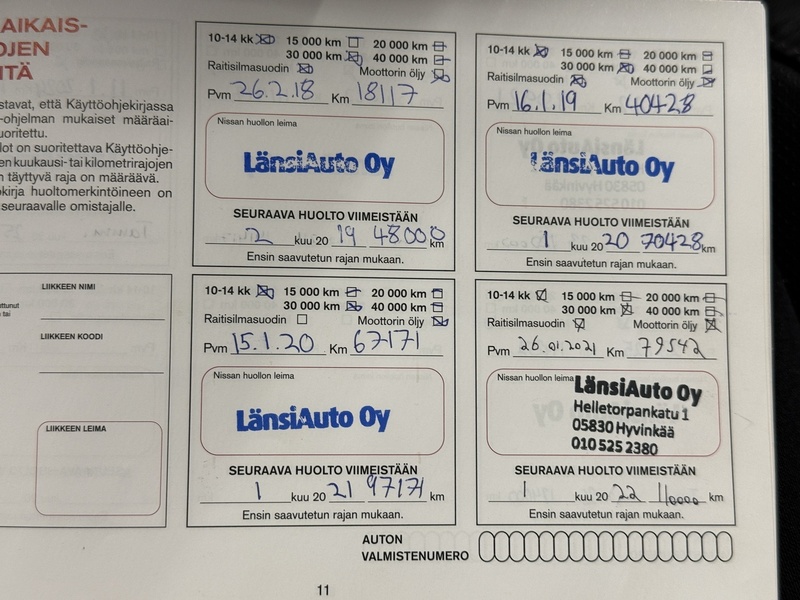 AIKAIS-
OJEN
ITÄ
stavat, että Käyttöohjekirjassa
-ohjelman mukaiset määräai-
uoritettu.
lot on suoritettava Käyttöohje-
en kuukausi- tai kilometrirajojen
n täyttyvä raja on määräävä.
okirja huoltomerkintöineen on
seuraavalle omistajalle.
10-14 kk 15 000 km 20 000 km
30 000 km 40 000 km
Raitisilmasuodin Moottorin öljy
Pvm 26.2.18 Km 18117
Nissan huollon leima
LänsiAuto Oy
SEURAAVA HUOLTO VIIMEISTÄÄN
2 kuu 20 19 48000 km
Ensin saavutetun rajan mukaan.
10-14 kk 15 000 km 20 000 km
30 000 km 40 000 km
Raitisilmasuodin Moottorin öljy
Pvm 16.1.19 Km 40428
Nissan huollon leima
LänsiAuto Oy
SEURAAVA HUOLTO VIIMEISTÄÄN
1 kuu 20 20 70428 km
Ensin saavutetun rajan mukaan.
LIIKKEEN NIMI
uttunut
tai
LIIKKEEN KOODI
LIIKKEEN LEIMA
10-14 kk 15 000 km 20 000 km
30 000 km 40 000 km
Raitisilmasuodin Moottorin öljy
Pvm 15.1.20 Km 67171
Nissan huollon leima
LänsiAuto Oy
SEURAAVA HUOLTO VIIMEISTÄÄN
1 kuu 20 21 97171 km
Ensin saavutetun rajan mukaan.
10-14 kk 15 000 km 20 000 km
30 000 km 40 000 km
Raitisilmasuodin Moottorin öljy
Pvm 26.01.2021 Km 79542
Nissan huollon leima
LänsiAuto Oy
Helletorpankatu 1
05830 Hyvinkää
010 525 2380
SEURAAVA HUOLTO VIIMEISTÄÄN
1 kuu 20 22 110000 km
Ensin saavutetun rajan mukaan.
AUTON
VALMISTENUMERO
11